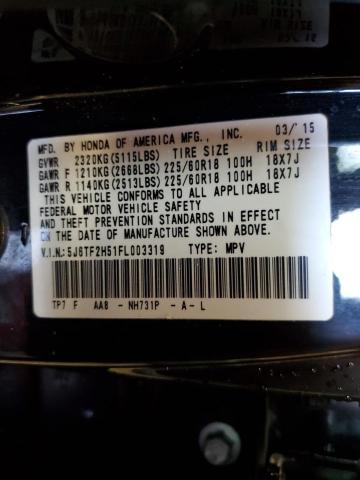 MFD. BY HONDA OF AMERICA MFG., INC. 03/15
GVWR 2320KG(5115LBS) TIRE SIZE RIM SIZE
GAWR F 1210KG(2668LBS) 225/60R18 100H 18X7J
GAWR R 1140KG(2513LBS) 225/60R18 100H 18X7J
THIS VEHICLE CONFORMS TO ALL APPLICABLE
FEDERAL MOTOR VEHICLE SAFETY
AND THEFT PREVENTION STANDARDS IN EFFECT
ON THE DATE OF MANUFACTURE SHOWN ABOVE.
V.I.N.:5J6TF2H51FL003319 TYPE: MPV
TP7 F AA8 - NH731P - A - L